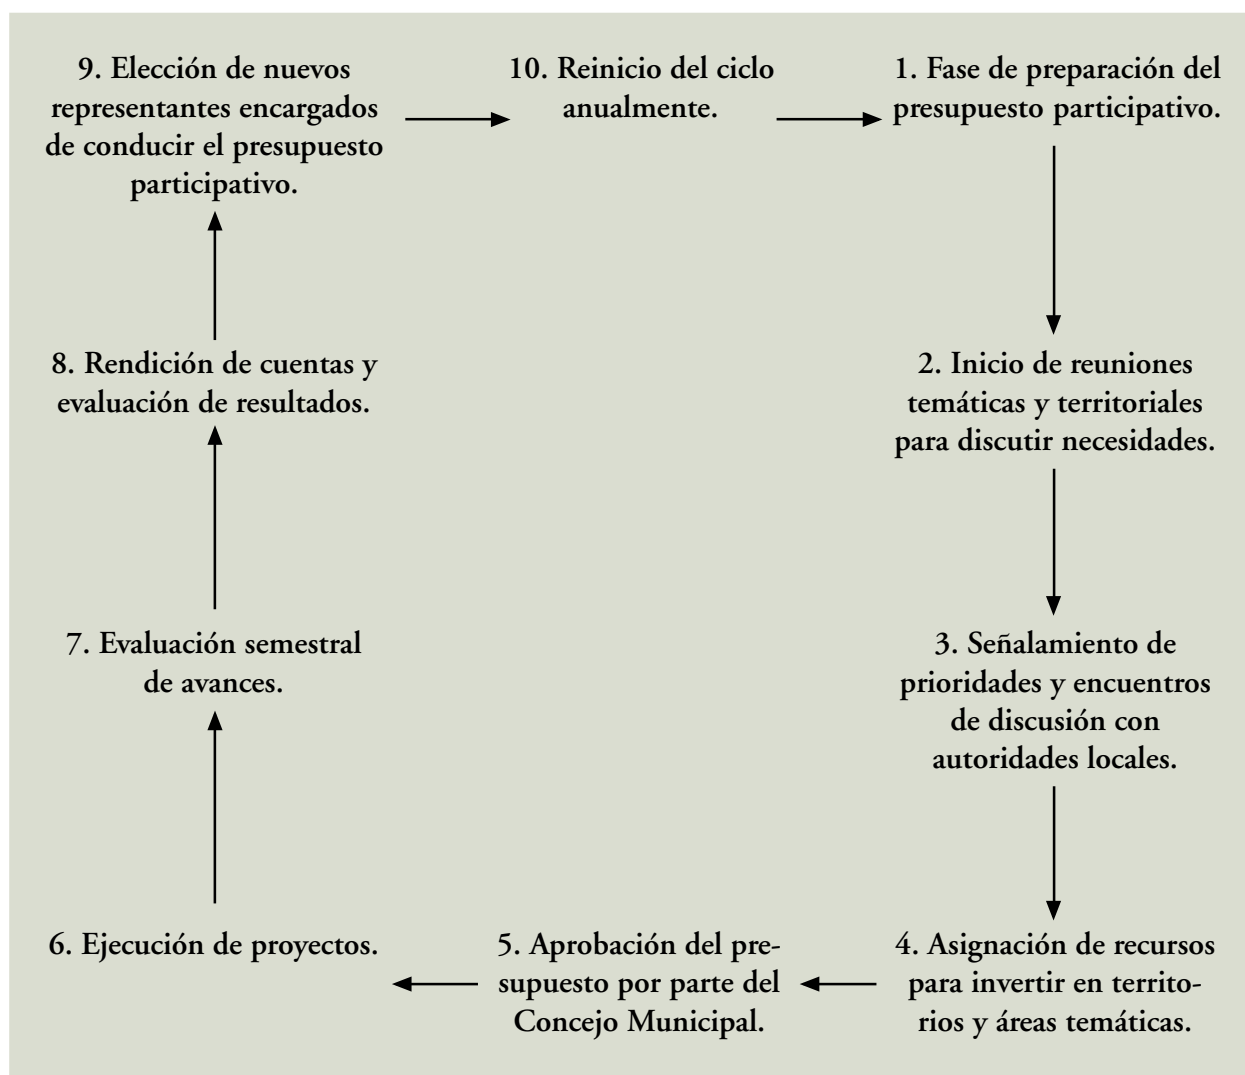 9. Elección de nuevos
representantes encargados
de conducir el presupuesto
participativo.
10. Reinicio del ciclo
anualmente.
1. Fase de preparación del
presupuesto participativo.
2. Inicio de reuniones
temáticas y territoriales
para discutir necesidades.
3. Señalamiento de
prioridades y encuentros
de discusión con
autoridades locales.
4. Asignación de recursos
para invertir en territo-
rios y áreas temáticas.
5. Aprobación del pre-
supuesto por parte del
Concejo Municipal.
6. Ejecución de proyectos.
7. Evaluación semestral
de avances.
8. Rendición de cuentas y
evaluación de resultados.